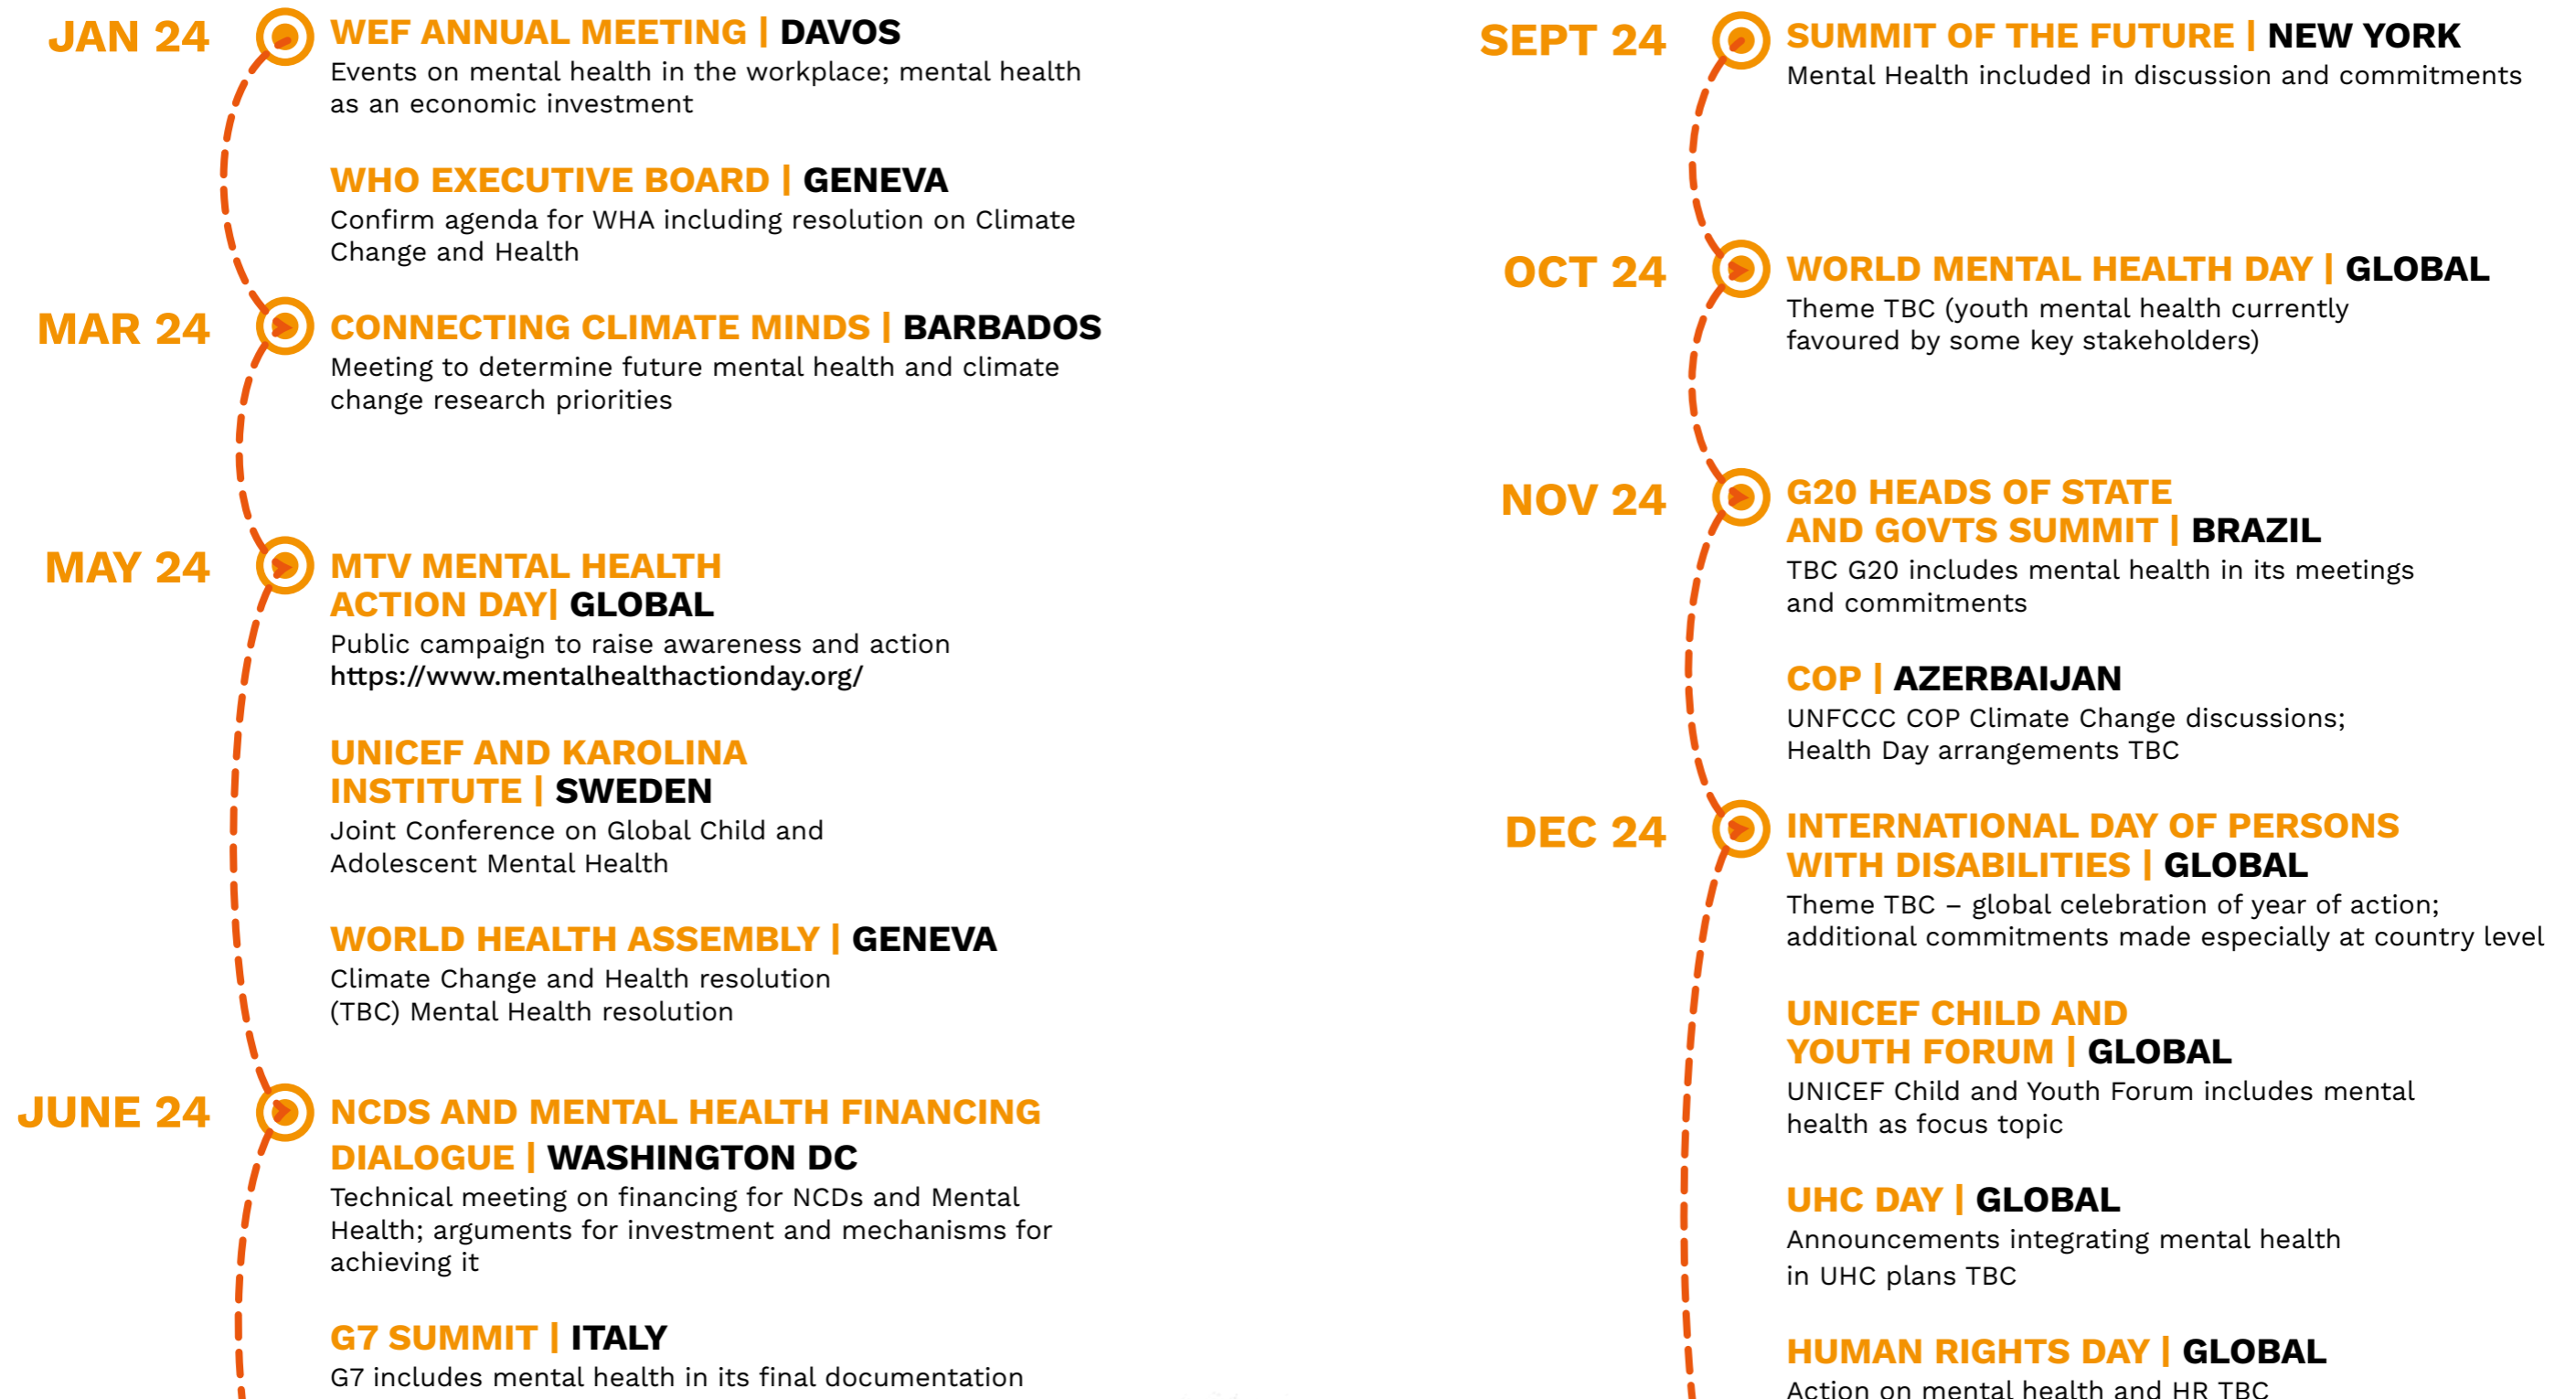 JAN 24
WEF ANNUAL MEETING | DAVOS
Events on mental health in the workplace; mental health
as an economic investment
WHO EXECUTIVE BOARD | GENEVA
Confirm agenda for WHA including resolution on Climate
Change and Health
MAR 24
CONNECTING CLIMATE MINDS | BARBADOS
Meeting to determine future mental health and climate
change research priorities
MAY 24
MTV MENTAL HEALTH
ACTION DAY| GLOBAL
Public campaign to raise awareness and action
https://www.mentalhealthactionday.org/
UNICEF AND KAROLINA
INSTITUTE | SWEDEN
Joint Conference on Global Child and
Adolescent Mental Health
WORLD HEALTH ASSEMBLY | GENEVA
Climate Change and Health resolution
(TBC) Mental Health resolution
JUNE 24
NCDS AND MENTAL HEALTH FINANCING
DIALOGUE | WASHINGTON DC
Technical meeting on financing for NCDs and Mental
Health; arguments for investment and mechanisms for
achieving it
G7 SUMMIT | ITALY
G7 includes mental health in its final documentation
SEPT 24
SUMMIT OF THE FUTURE | NEW YORK
Mental Health included in discussion and commitments
OCT 24
WORLD MENTAL HEALTH DAY | GLOBAL
Theme TBC (youth mental health currently
favoured by some key stakeholders)
NOV 24
G20 HEADS OF STATE
AND GOVTS SUMMIT | BRAZIL
TBC G20 includes mental health in its meetings
and commitments
COP | AZERBAIJAN
UNFCCC COP Climate Change discussions;
Health Day arrangements TBC
DEC 24
INTERNATIONAL DAY OF PERSONS
WITH DISABILITIES | GLOBAL
Theme TBC – global celebration of year of action;
additional commitments made especially at country level
UNICEF CHILD AND
YOUTH FORUM | GLOBAL
UNICEF Child and Youth Forum includes mental
health as focus topic
UHC DAY | GLOBAL
Announcements integrating mental health
in UHC plans TBC
HUMAN RIGHTS DAY | GLOBAL
Action on mental health and HR TBC